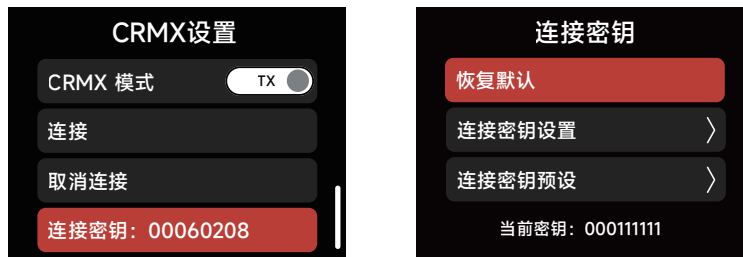 CRMX设置
CRMX 模式 TX
连接
取消连接
连接密钥：00060208
连接密钥
恢复默认
连接密钥设置
连接密钥预设
当前密钥：000111111